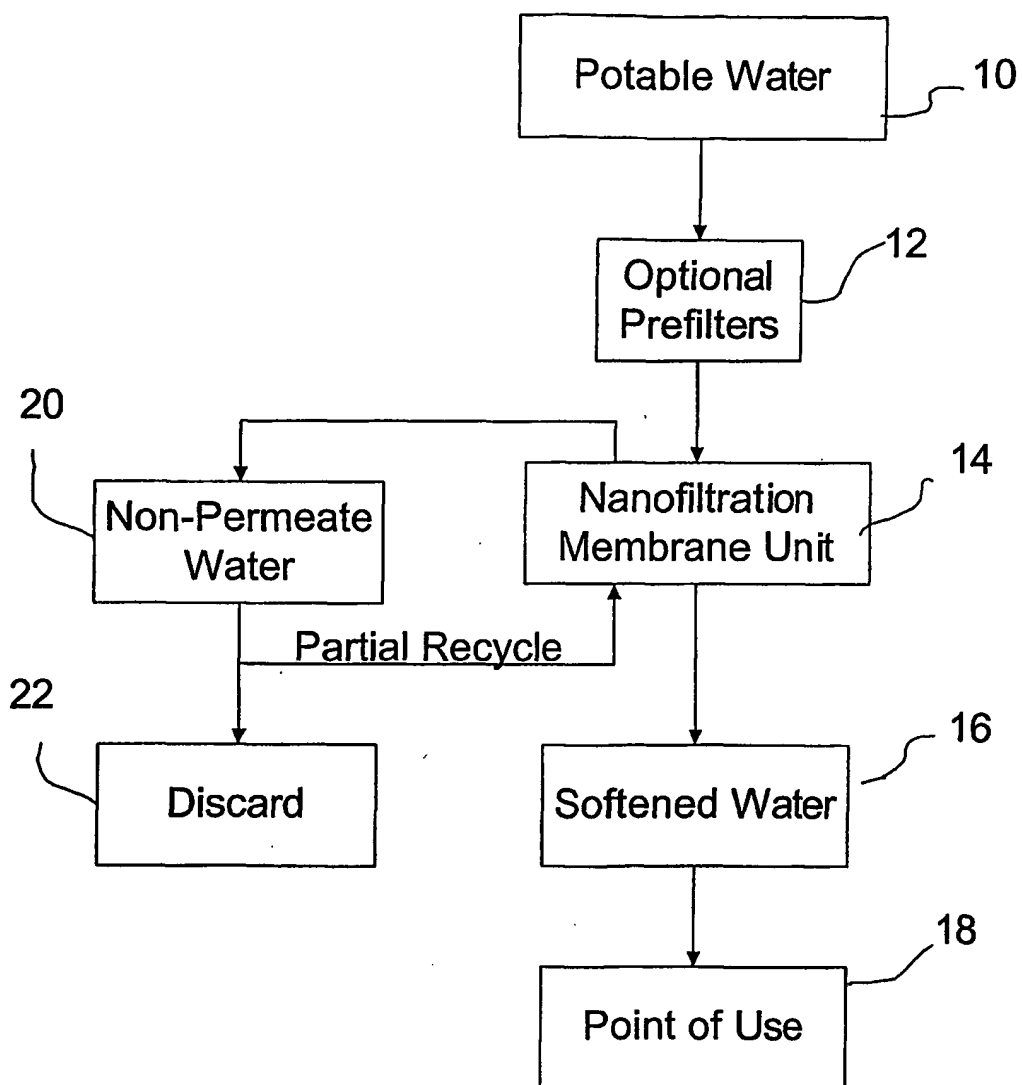 Potable Water
10
12
Optional
Prefilters
20
14
Nanofiltration
Membrane Unit
Non-Permeate
Water
Partial Recycle
22
16
Discard
Softened Water
18
Point of Use